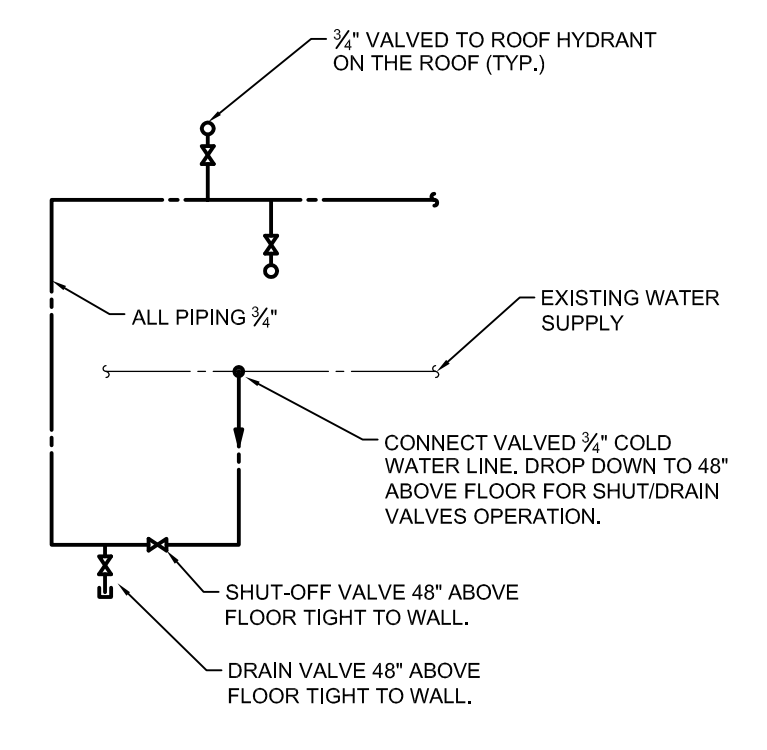 ¾" VALVED TO ROOF HYDRANT
ON THE ROOF (TYP.)
ALL PIPING ¾"
EXISTING WATER
SUPPLY
CONNECT VALVED ¾" COLD
WATER LINE. DROP DOWN TO 48"
ABOVE FLOOR FOR SHUT/DRAIN
VALVES OPERATION.
SHUT-OFF VALVE 48" ABOVE
FLOOR TIGHT TO WALL.
DRAIN VALVE 48" ABOVE
FLOOR TIGHT TO WALL.